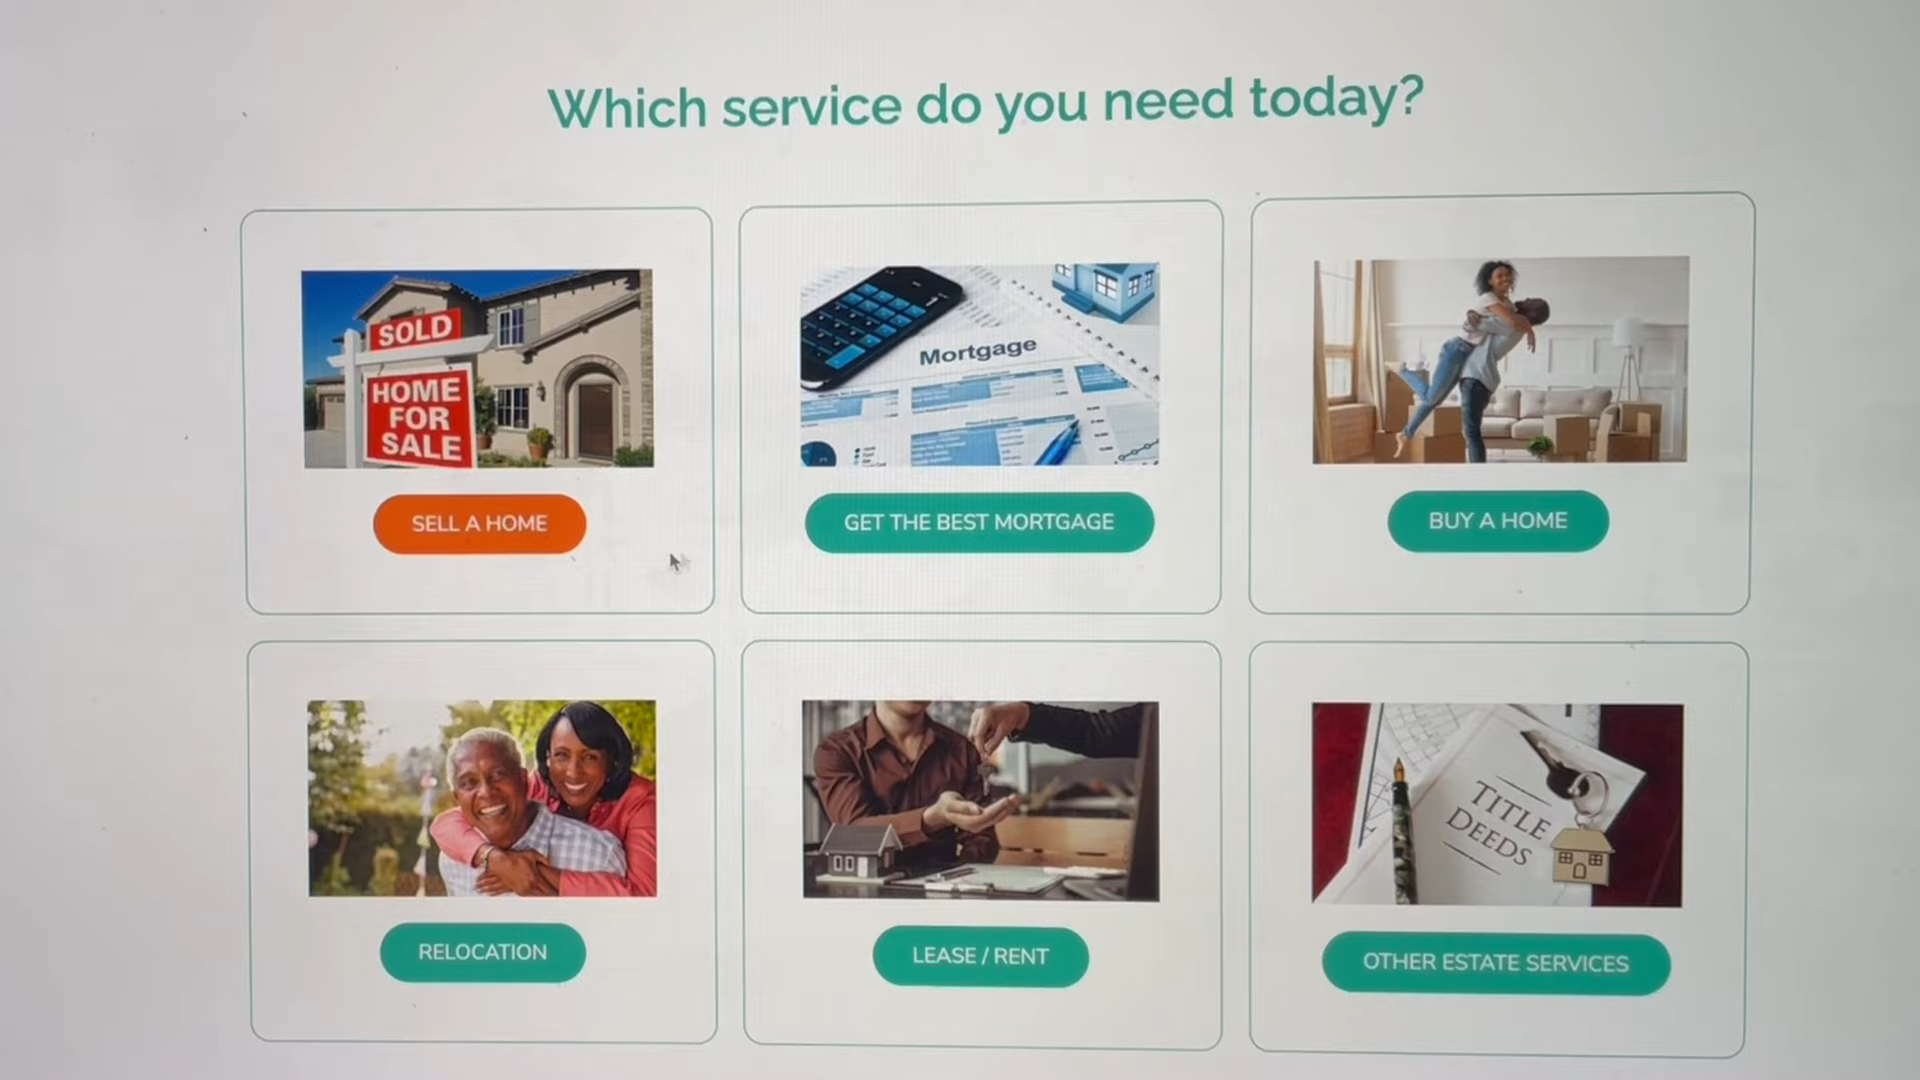 Which service do you need today?
SOLD
HOME
FOR
SALE
Mortgage
SELL A HOME
GET THE BEST MORTGAGE
BUY A HOME
TITLE
DEEDS
RELOCATION
LEASE / RENT
OTHER ESTATE SERVICES